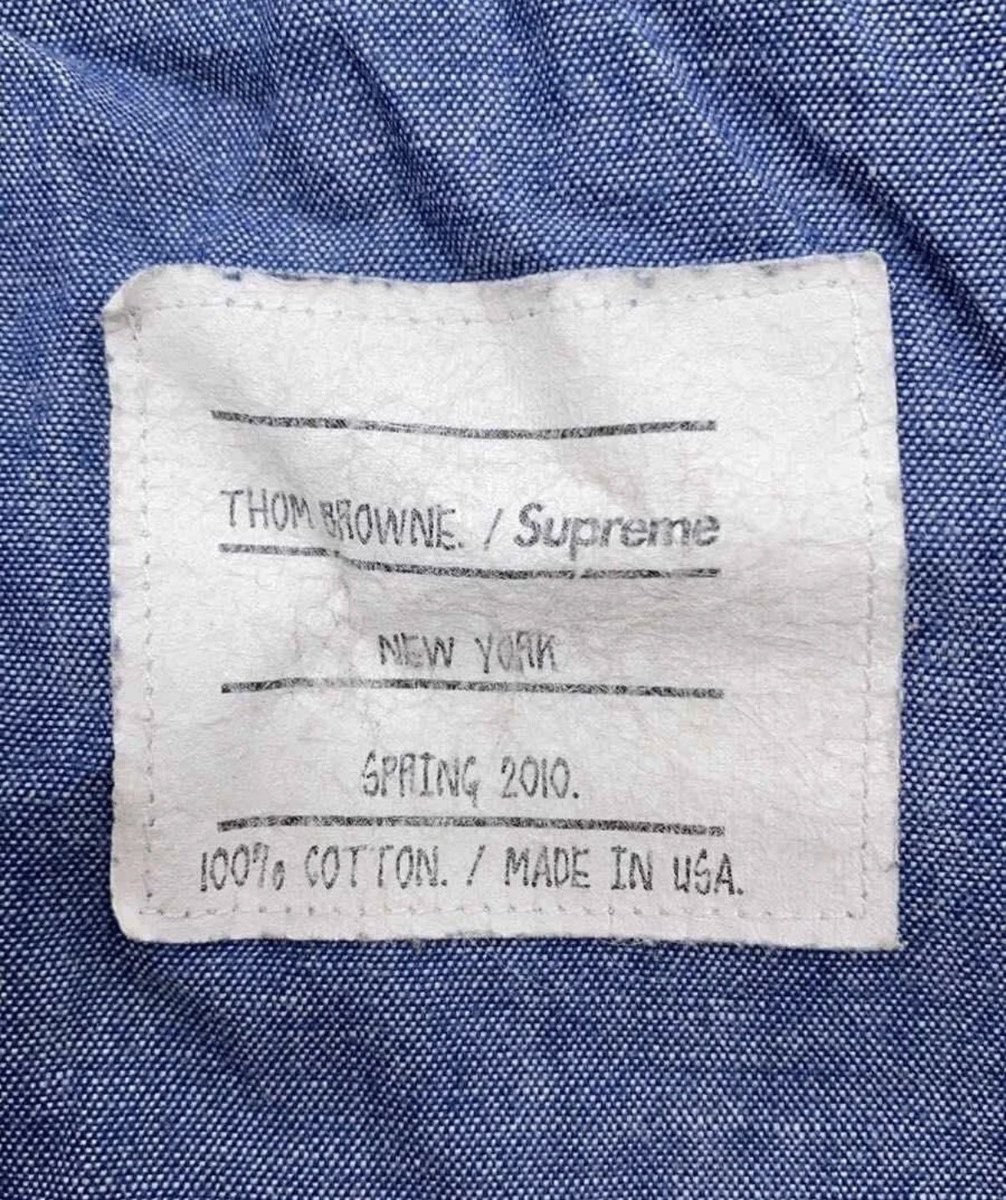 THOM BROWNE. / Supreme
NEW YORK
SPRING 2010.
100% COTTON. / MADE IN USA.